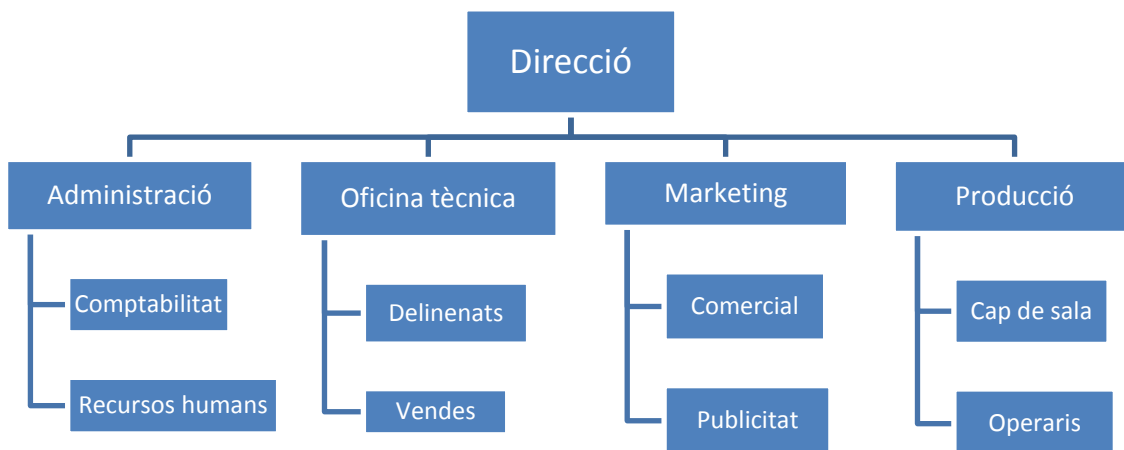 Direcció
Administració
Oficina tècnica
Marketing
Producció
Comptabilitat
Delinenats
Comercial
Cap de sala
Recursos humans
Vendes
Publicitat
Operaris